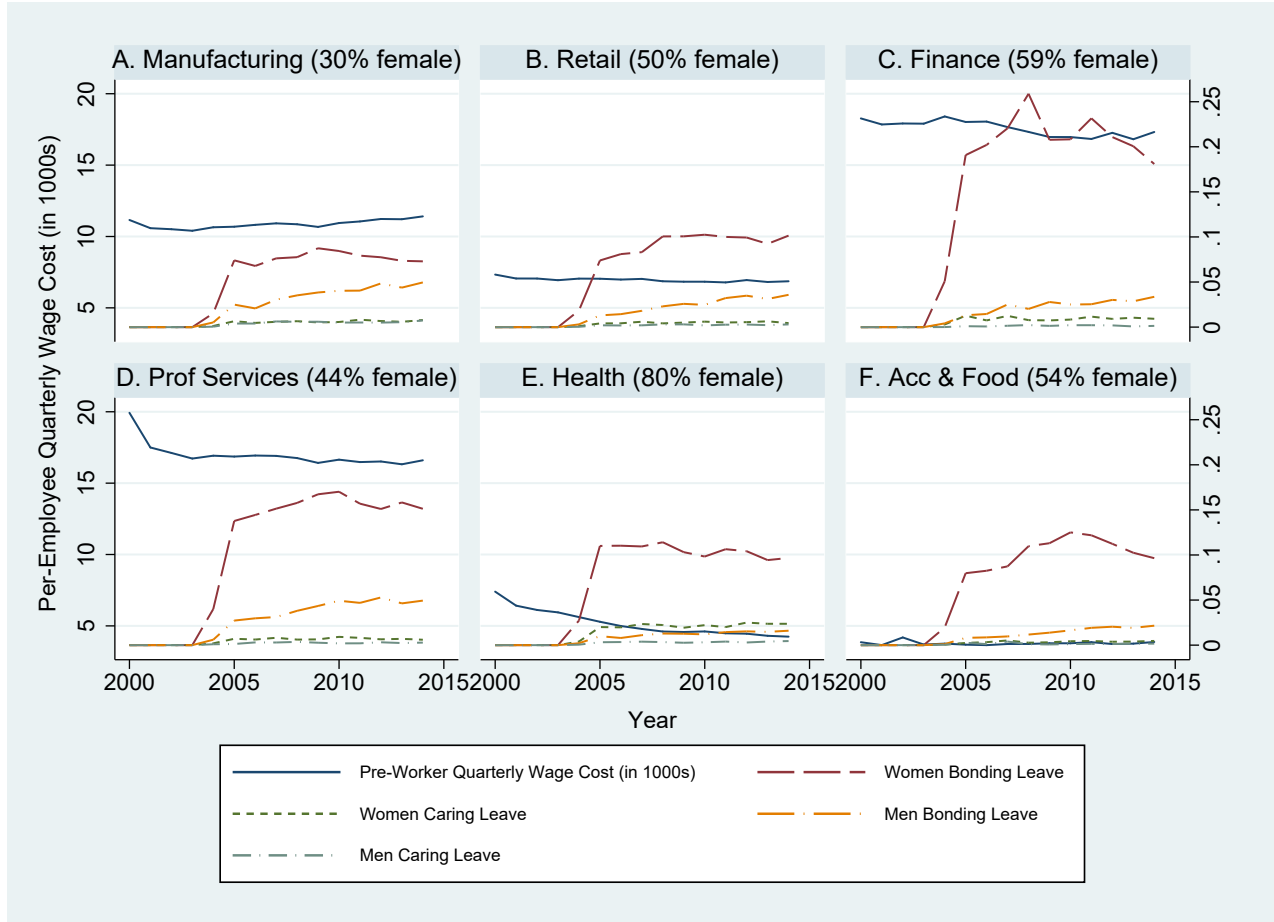 A. Manufacturing (30% female)
B. Retail (50% female)
C. Finance (59% female)
20
15
10
5
.25
.2
.15
.1
.05
0
D. Prof Services (44% female)
E. Health (80% female)
F. Acc & Food (54% female)
20
15
10
5
.25
.2
.15
.1
.05
0
Per-Employee Quarterly Wage Cost (in 1000s)
2000 2005 2010 2015
2000 2005 2010 2015
2000 2005 2010 2015
Year
Pre-Worker Quarterly Wage Cost (in 1000s)
Women Bonding Leave
Women Caring Leave
Men Bonding Leave
Men Caring Leave